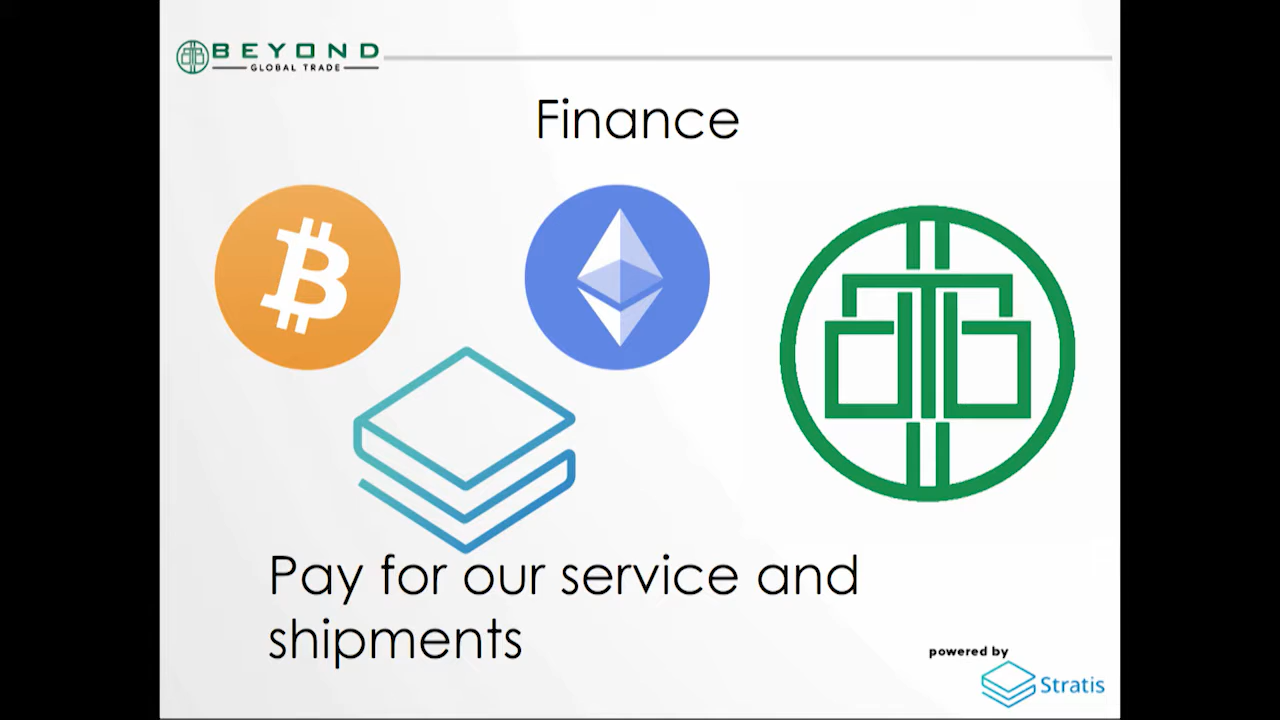 BEYOND
GLOBAL TRADE
Finance
Pay for our service and
shipments
powered by
Stratis